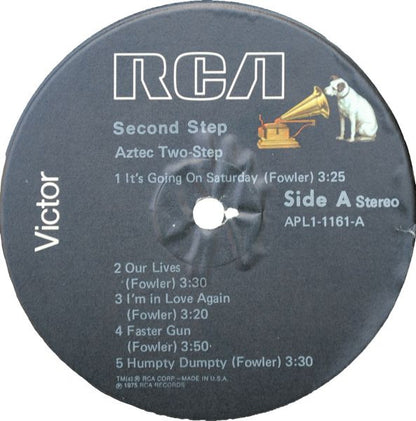 RCA
Victor
Second Step
Aztec Two-Step
1 It's Going On Saturday (Fowler) 3:25
Side A Stereo
APL1-1161-A
2 Our Lives
(Fowler) 3:30
3 I'm in Love Again
(Fowler) 3:20
4 Faster Gun
(Fowler) 3:50
5 Humpty Dumpty (Fowler) 3:30
TM(s) ® RCA CORP—MADE IN U.S.A.
℗ 1975 RCA RECORDS